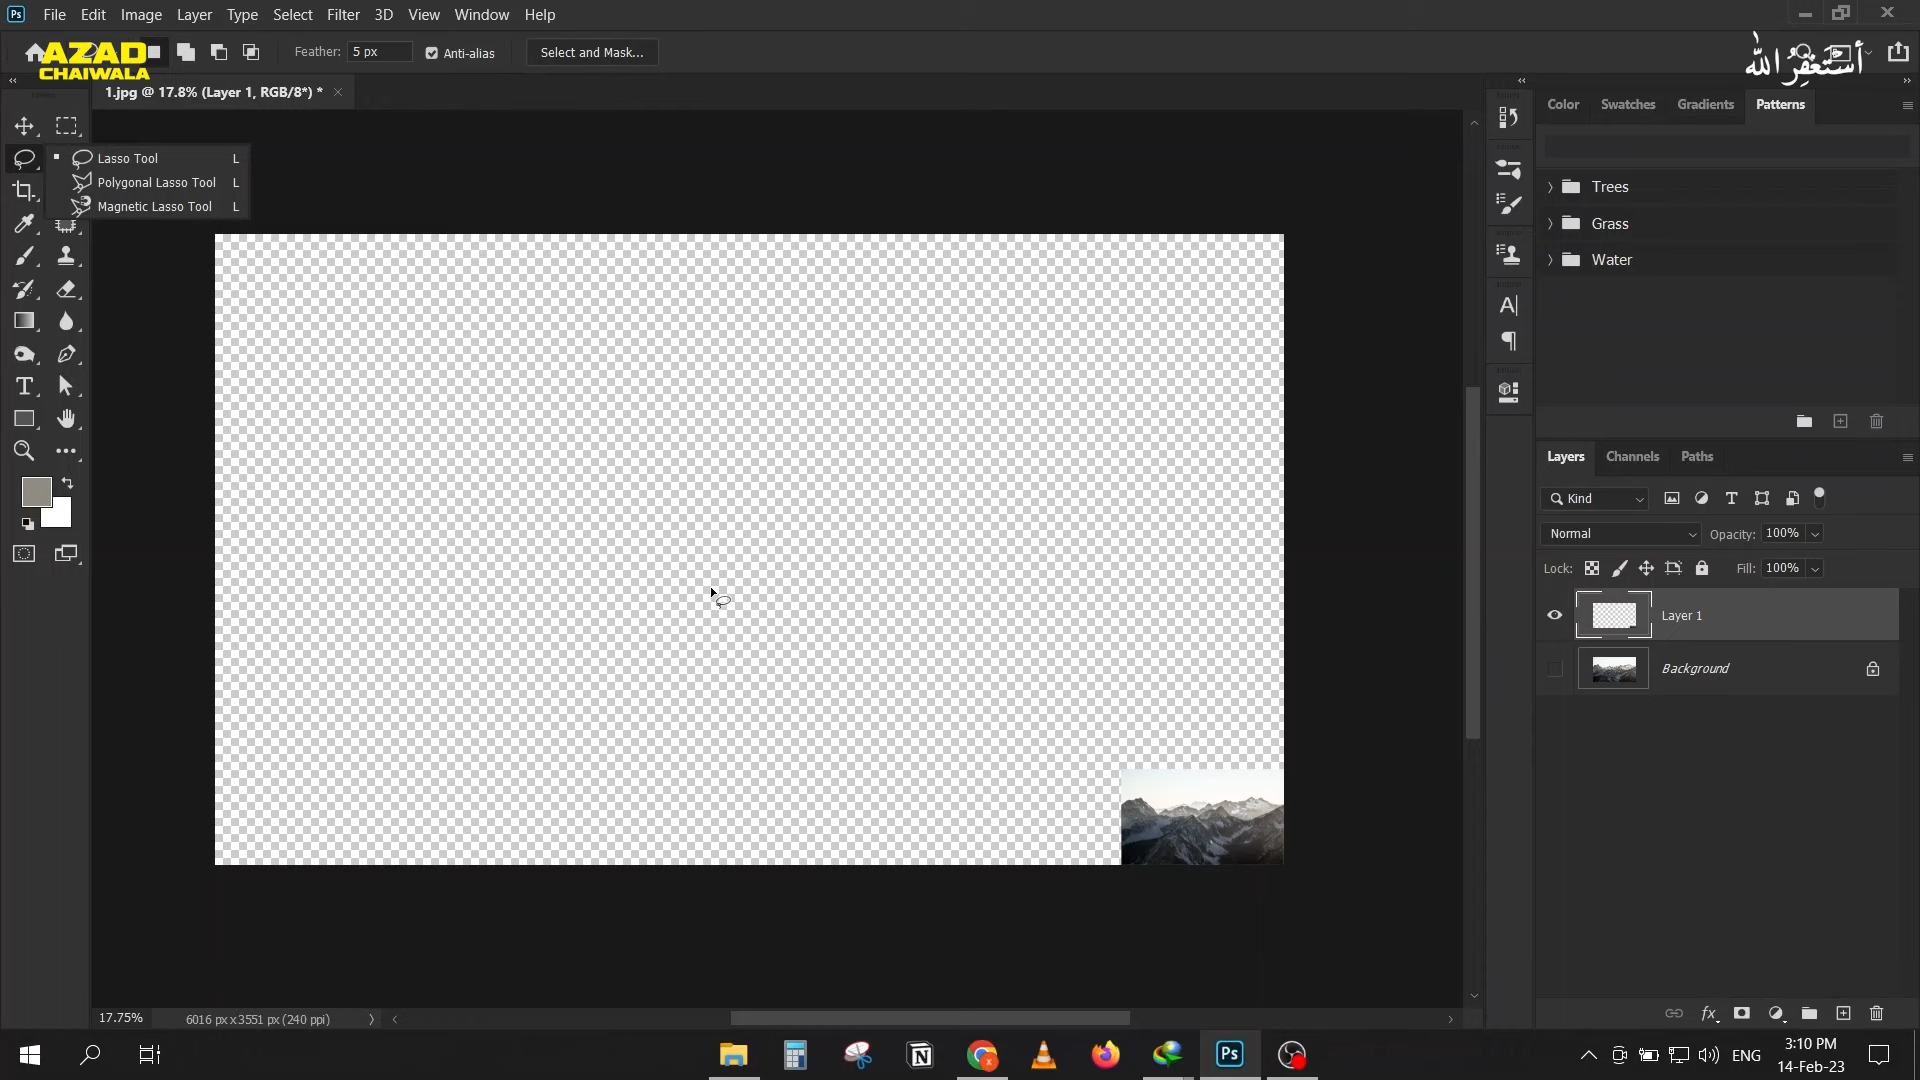 Ps File Edit Image Layer Type Select Filter 3D View Window Help
AZAD
CHAIWALA
Feather: 5 px Anti-alias Select and Mask...
أستغفر الله
1.jpg @ 17.8% (Layer 1, RGB/8*) * ×
Color Swatches Gradients Patterns
Lasso Tool L
Polygonal Lasso Tool L
Magnetic Lasso Tool L
Trees
Grass
Water
Layers Channels Paths
Kind
Normal Opacity: 100%
Lock: Fill: 100%
Layer 1
Background
17.75% 6016 px x 3551 px (240 ppi)
fx
Ps
ENG
3:10 PM
14-Feb-23